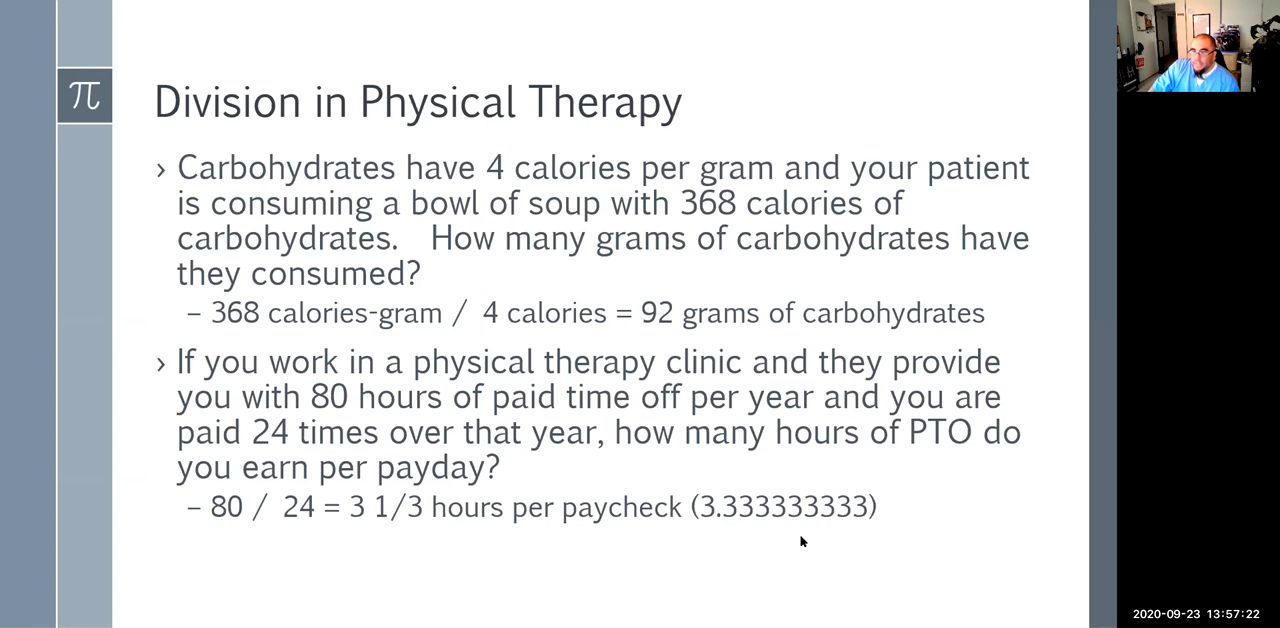 π
Division in Physical Therapy
› Carbohydrates have 4 calories per gram and your patient
is consuming a bowl of soup with 368 calories of
carbohydrates. How many grams of carbohydrates have
they consumed?
– 368 calories-gram / 4 calories = 92 grams of carbohydrates
› If you work in a physical therapy clinic and they provide
you with 80 hours of paid time off per year and you are
paid 24 times over that year, how many hours of PTO do
you earn per payday?
– 80 / 24 = 3 1/3 hours per paycheck (3.333333333)
2020-09-23 13:57:22